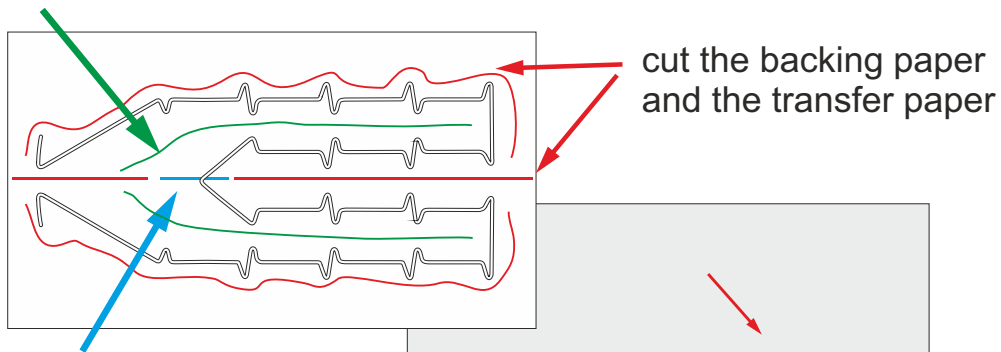 cut the backing paper
and the transfer paper